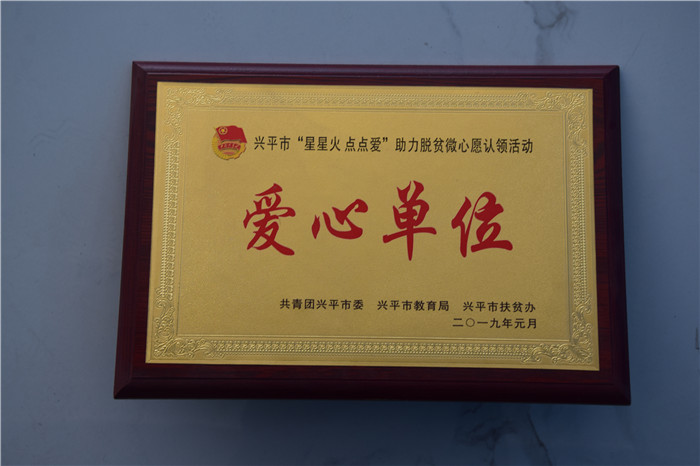 兴平市“星星火 点点爱”助力脱贫微心愿认领活动
爱心单位
共青团兴平市委 兴平市教育局 兴平市扶贫办
二〇一九年元月